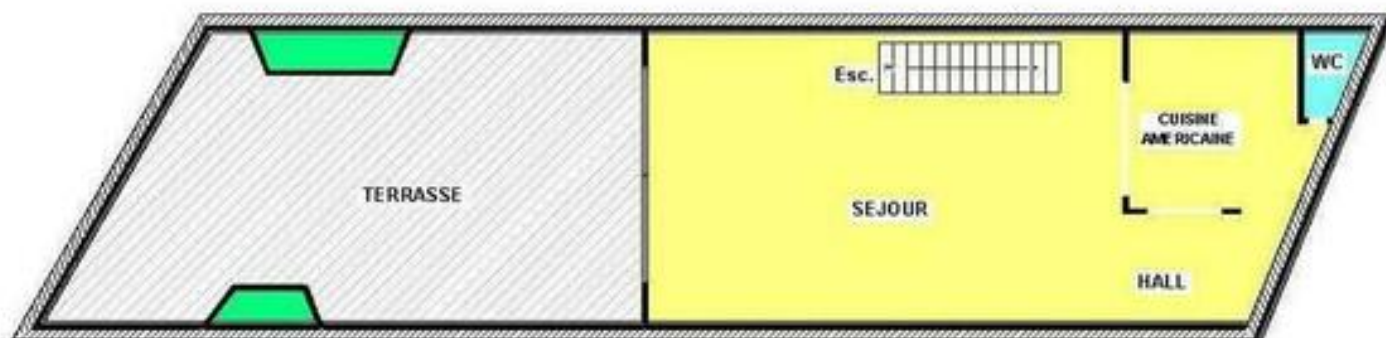 WC
Esc.
CUISINE
AMERICAINE
TERRASSE
SEJOUR
HALL